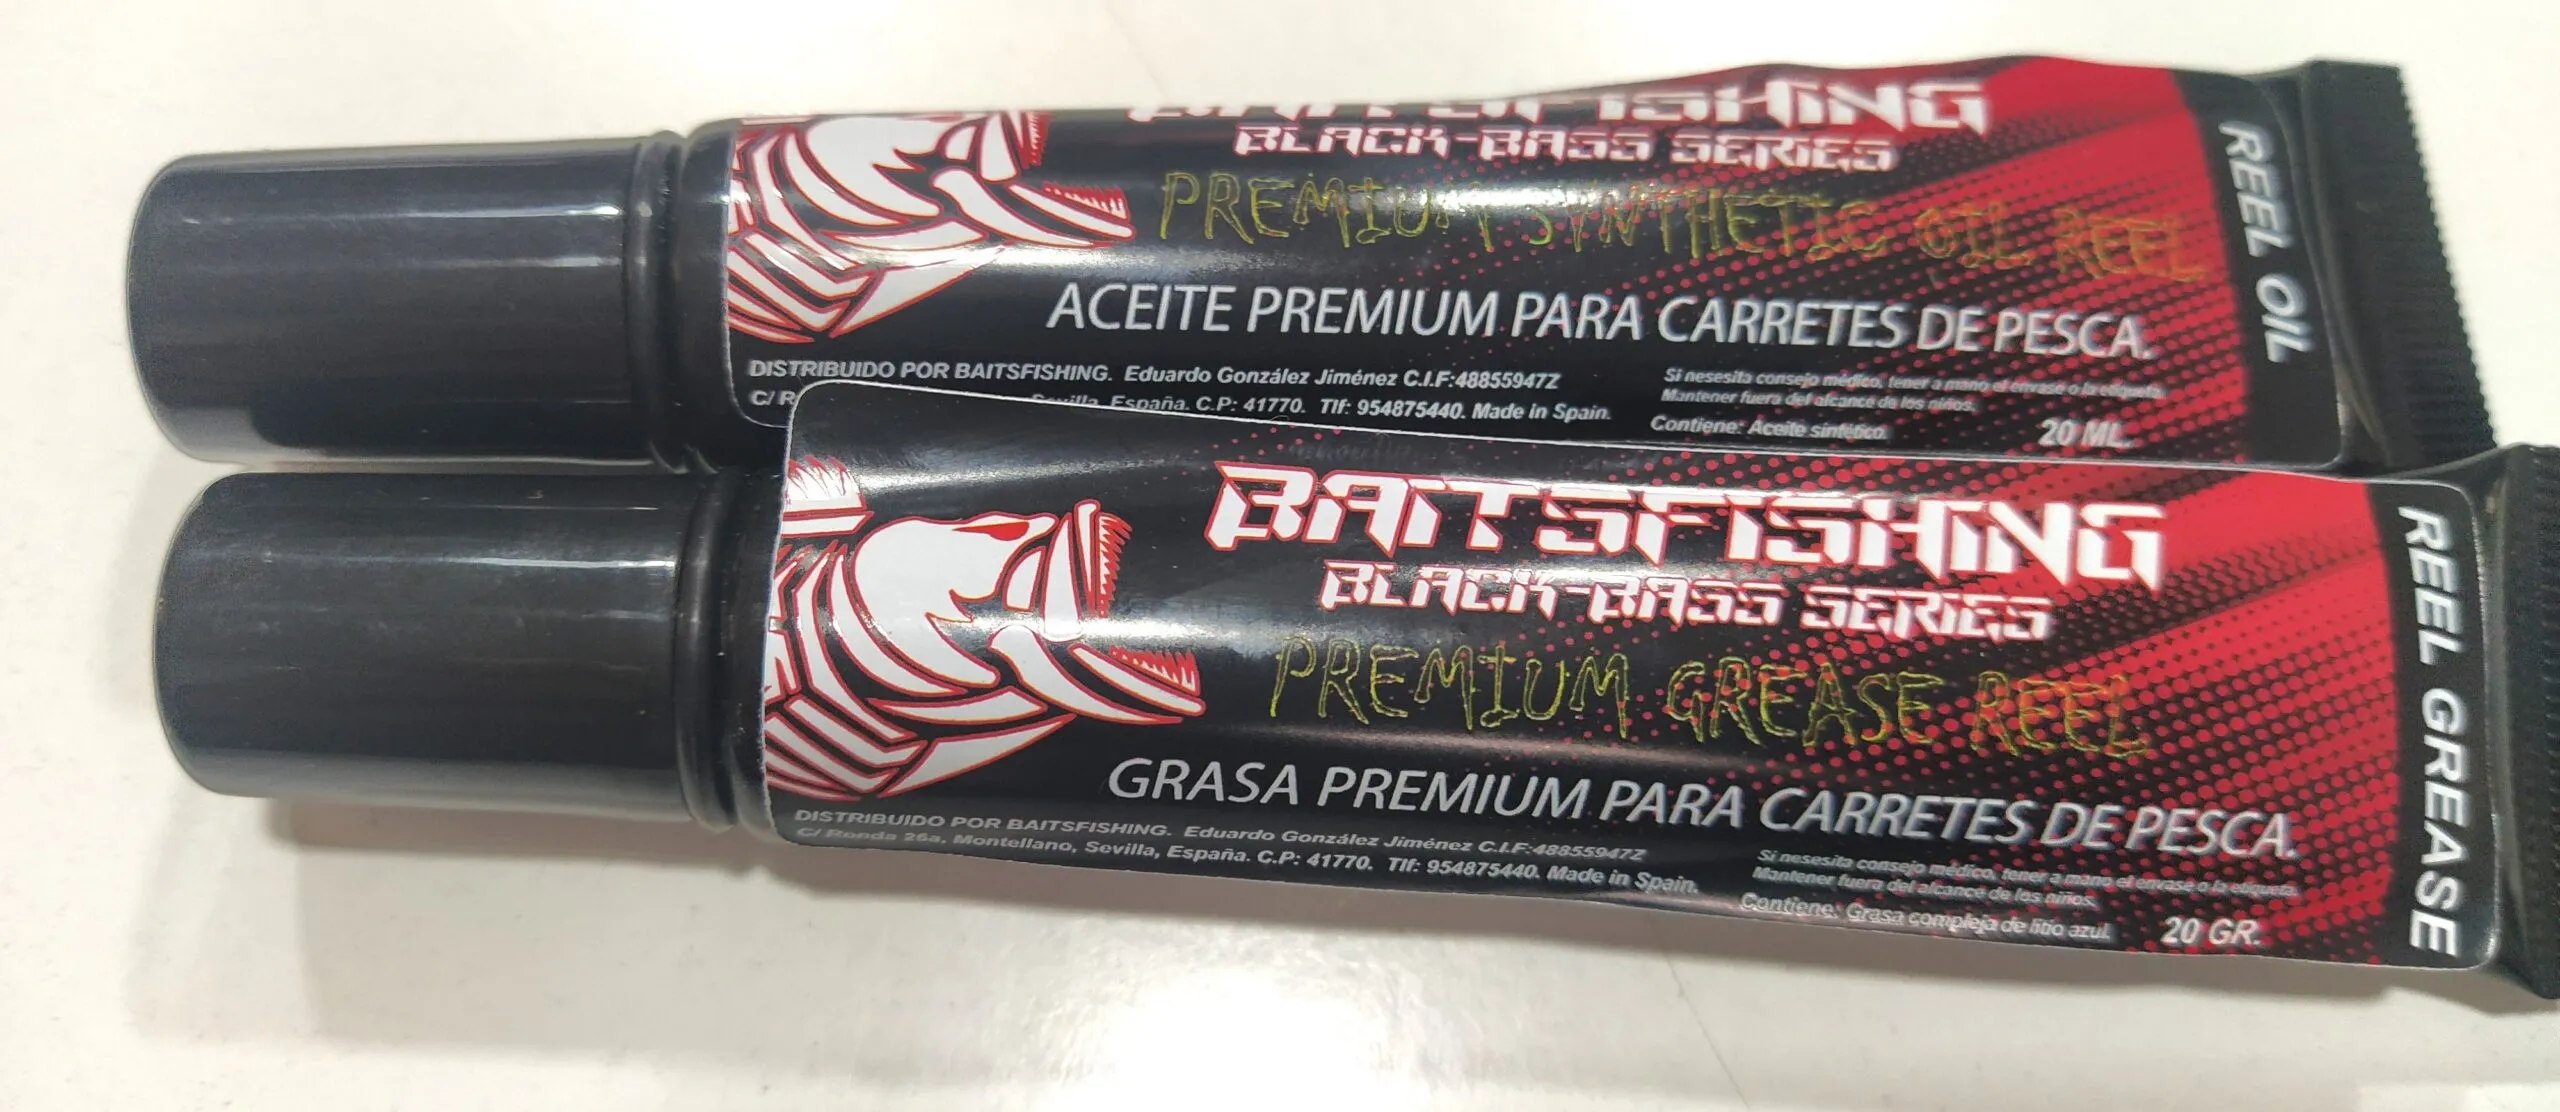 BAITSFISHING
BLACK-BASS SERIES
PREMIUM SYNTHETIC OIL REEL
ACEITE PREMIUM PARA CARRETES DE PESCA.
DISTRIBUIDO POR BAITSFISHING. Eduardo González Jiménez C.I.F:48855947Z
C/ España. C.P: 41770. Tlf: 954875440. Made in Spain.
Si nesesita consejo médico, tener a mano el envase o la etiqueta.
Mantener fuera del alcance de los niños.
Contiene: Aceite sintético.
20 ML.
REEL OIL
BAITSFISHING
BLACK-BASS SERIES
PREMIUM GREASE REEL
GRASA PREMIUM PARA CARRETES DE PESCA.
DISTRIBUIDO POR BAITSFISHING. Eduardo González Jiménez C.I.F:48855947Z
C/ Ronda 26a, Montellano, Sevilla, España. C.P: 41770. Tlf: 954875440. Made in Spain.
Si nesesita consejo médico, tener a mano el envase o la etiqueta.
Mantener fuera del alcance de los niños.
Contiene: Grasa compleja de litio azul.
20 GR.
REEL GREASE